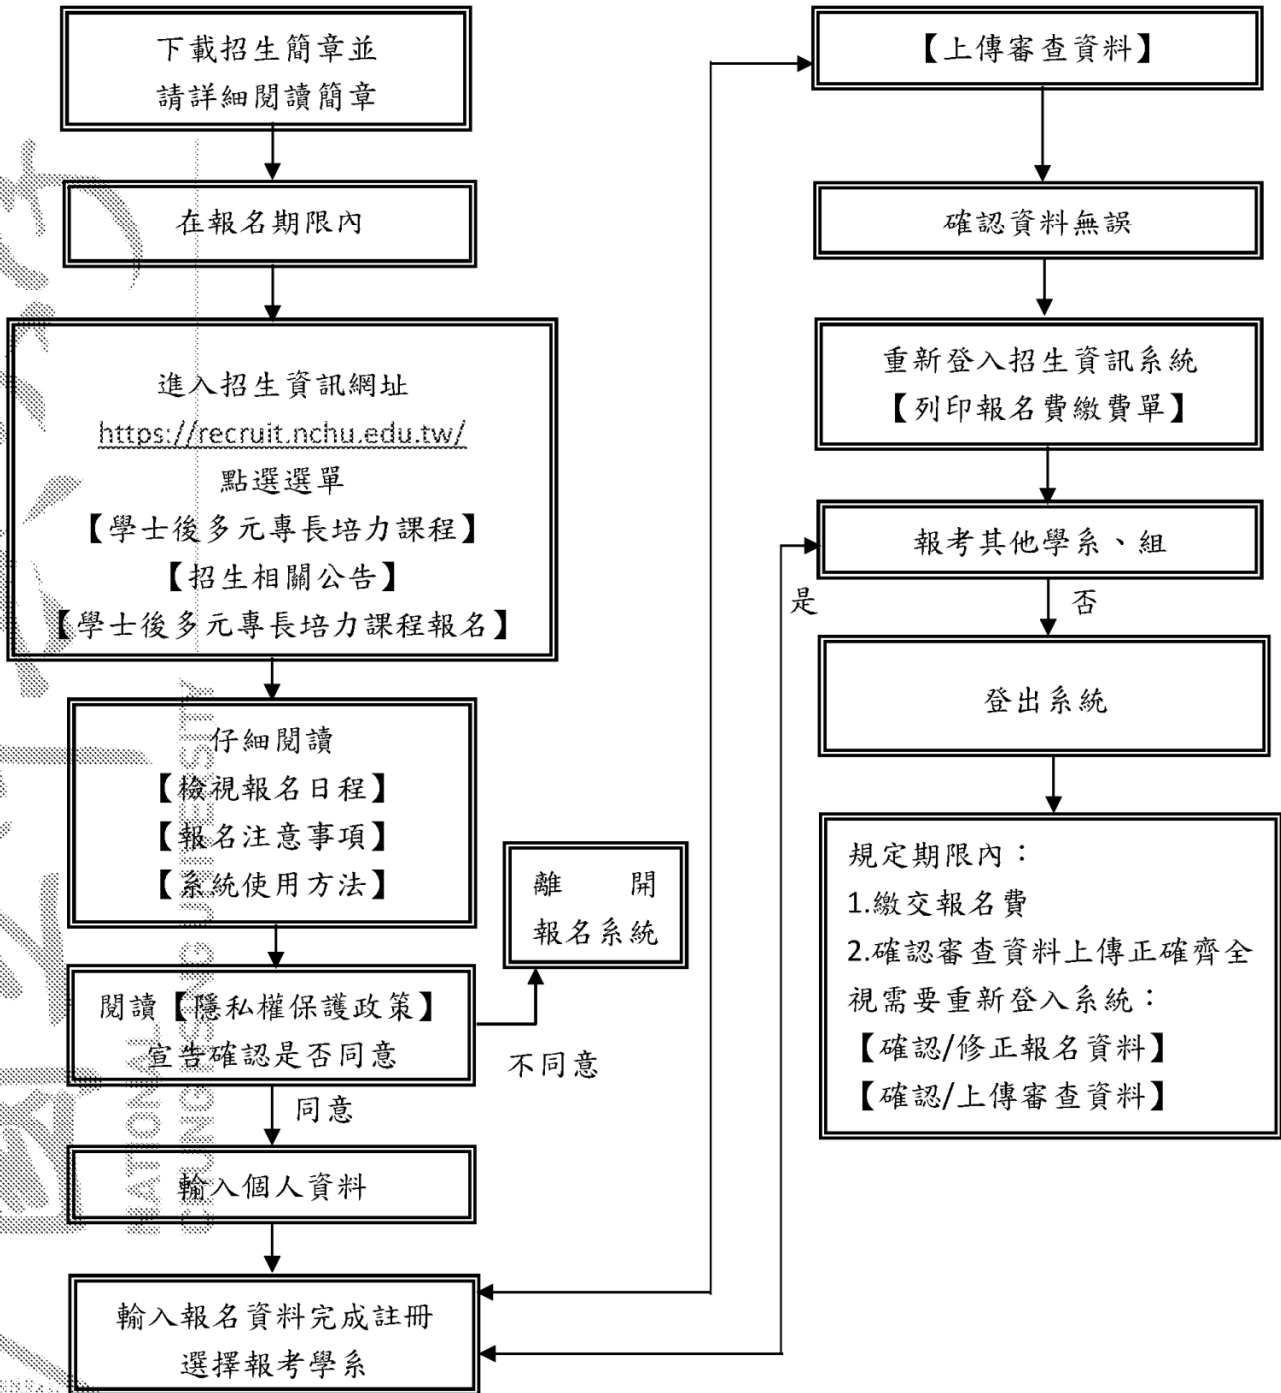 下載招生簡章並
請詳細閱讀簡章
在報名期限內
進入招生資訊網址
https://recruit.nchu.edu.tw/
點選選單
【學士後多元專長培力課程】
【招生相關公告】
【學士後多元專長培力課程報名】
仔細閱讀
【檢視報名日程】
【報名注意事項】
【系統使用方法】
離 開
報名系統
閱讀【隱私權保護政策】
宣告確認是否同意
不同意
同意
輸入個人資料
輸入報名資料完成註冊
選擇報考學系
【上傳審查資料】
確認資料無誤
重新登入招生資訊系統
【列印報名費繳費單】
報考其他學系、組
是
否
登出系統
規定期限內：
1.繳交報名費
2.確認審查資料上傳正確齊全
視需要重新登入系統：
【確認/修正報名資料】
【確認/上傳審查資料】
NATIONAL
CHUNG HSING UNIVERSITY